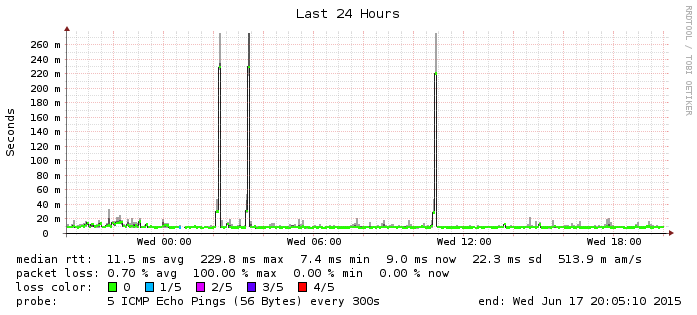 Last 24 Hours
RRDTOOL / TOBI OETIKER
Seconds
260 m
240 m
220 m
200 m
180 m
160 m
140 m
120 m
100 m
80 m
60 m
40 m
20 m
0
Wed 00:00 Wed 06:00 Wed 12:00 Wed 18:00
median rtt: 11.5 ms avg 229.8 ms max 7.4 ms min 9.0 ms now 22.3 ms sd 513.9 m am/s
packet loss: 0.70 % avg 100.00 % max 0.00 % min 0.00 % now
loss color: 0 1/5 2/5 3/5 4/5
probe: 5 ICMP Echo Pings (56 Bytes) every 300s end: Wed Jun 17 20:05:10 2015